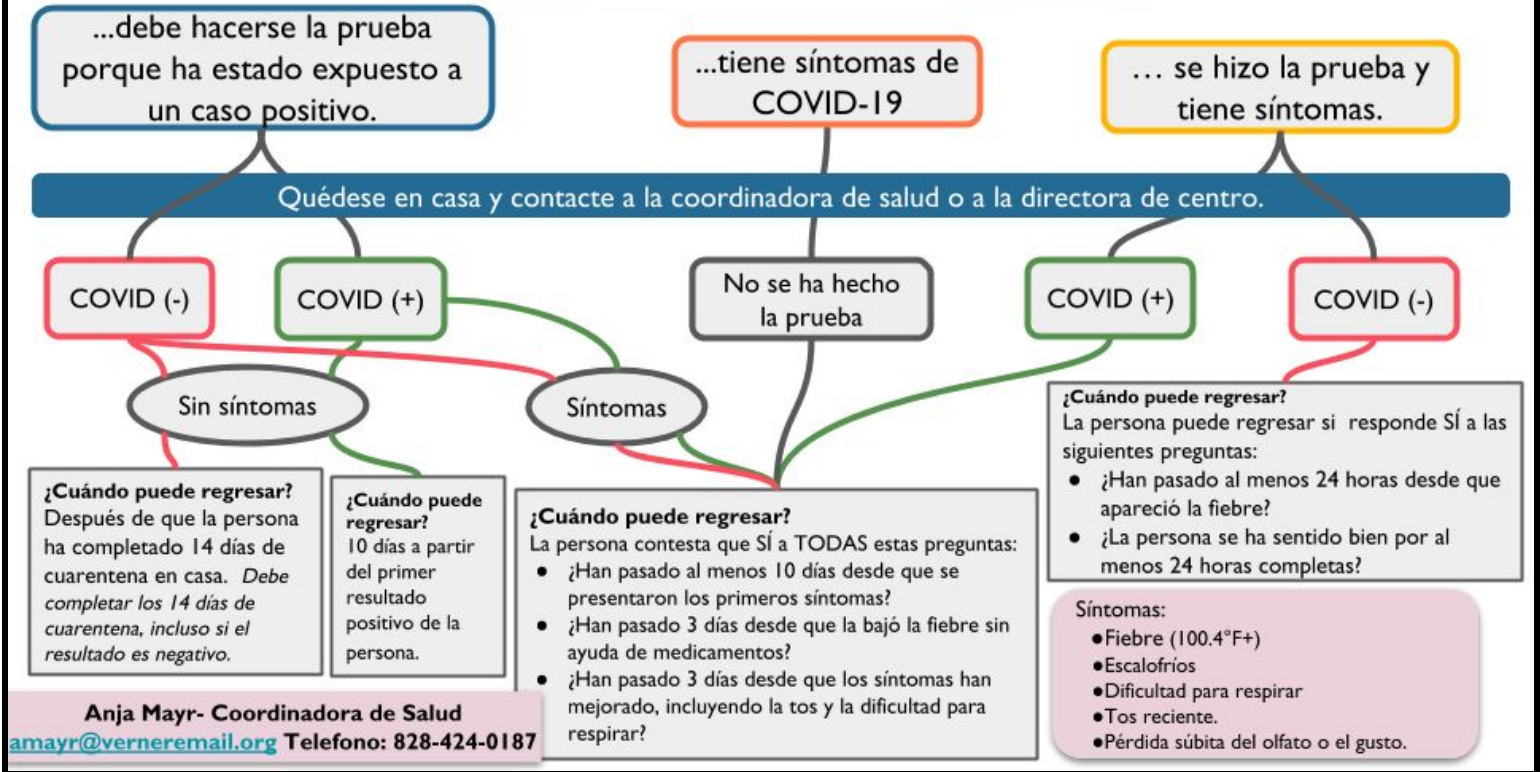 ...debe hacerse la prueba
porque ha estado expuesto a
un caso positivo.
...tiene síntomas de
COVID-19
… se hizo la prueba y
tiene síntomas.
Quédese en casa y contacte a la coordinadora de salud o a la directora de centro.
COVID (-)
COVID (+)
No se ha hecho
la prueba
COVID (+)
COVID (-)
Sin síntomas
Síntomas
¿Cuándo puede regresar?
Después de que la persona
ha completado 14 días de
cuarentena en casa. Debe
completar los 14 días de
cuarentena, incluso si el
resultado es negativo.
¿Cuándo puede
regresar?
10 días a partir
del primer
resultado
positivo de la
persona.
¿Cuándo puede regresar?
La persona contesta que SÍ a TODAS estas preguntas:
● ¿Han pasado al menos 10 días desde que se
presentaron los primeros síntomas?
● ¿Han pasado 3 días desde que la bajó la fiebre sin
ayuda de medicamentos?
● ¿Han pasado 3 días desde que los síntomas han
mejorado, incluyendo la tos y la dificultad para
respirar?
¿Cuándo puede regresar?
La persona puede regresar si responde SÍ a las
siguientes preguntas:
● ¿Han pasado al menos 24 horas desde que
apareció la fiebre?
● ¿La persona se ha sentido bien por al
menos 24 horas completas?
Síntomas:
●Fiebre (100.4°F+)
●Escalofríos
●Dificultad para respirar
●Tos reciente.
●Pérdida súbita del olfato o el gusto.
Anja Mayr- Coordinadora de Salud
amayr@verneremail.org Telefono: 828-424-0187